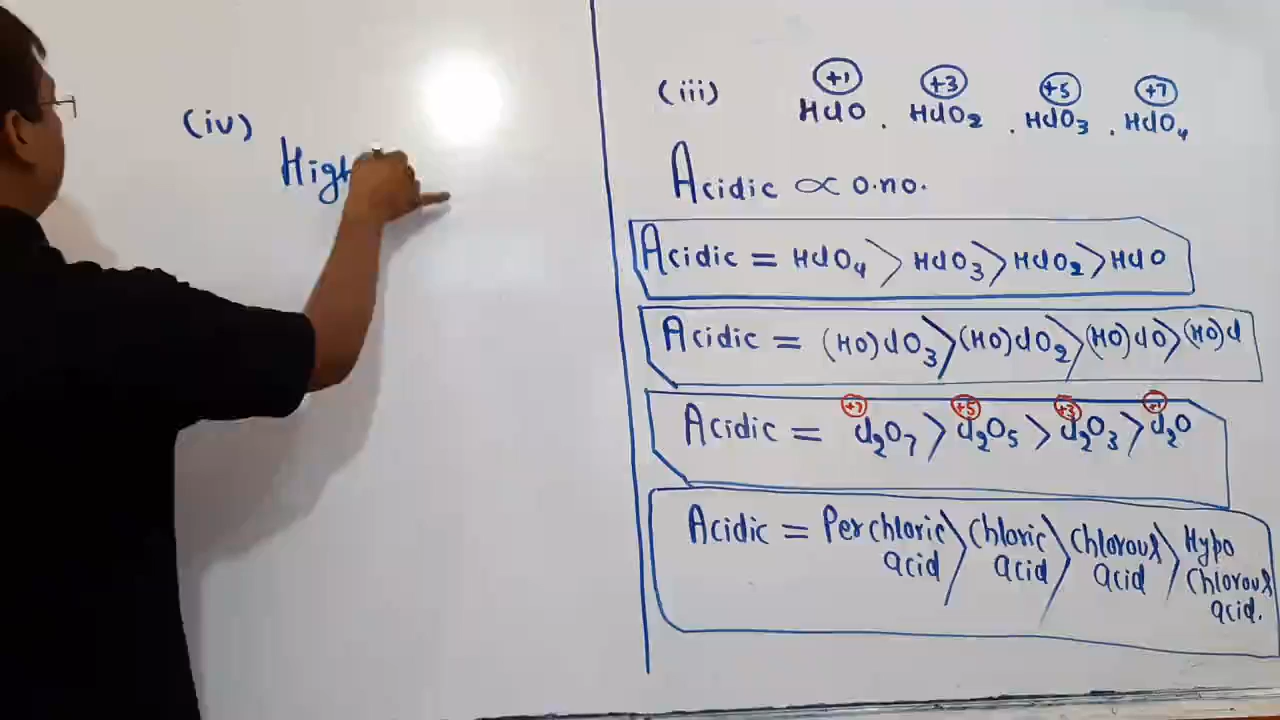 (iv)
High
(iii) +1 +3 +5 +7
HClO . HClO2 . HClO3 . HClO4
Acidic ∝ o.no.
Acidic = HClO4 > HClO3 > HClO2 > HClO
Acidic = (HO)ClO3 > (HO)ClO2 > (HO)ClO > (HO)Cl
+7 +5 +3 +1
Acidic = Cl2O7 > Cl2O5 > Cl2O3 > Cl2O
Acidic = Perchloric acid > Chloric acid > Chlorous acid > Hypo Chlorous acid.